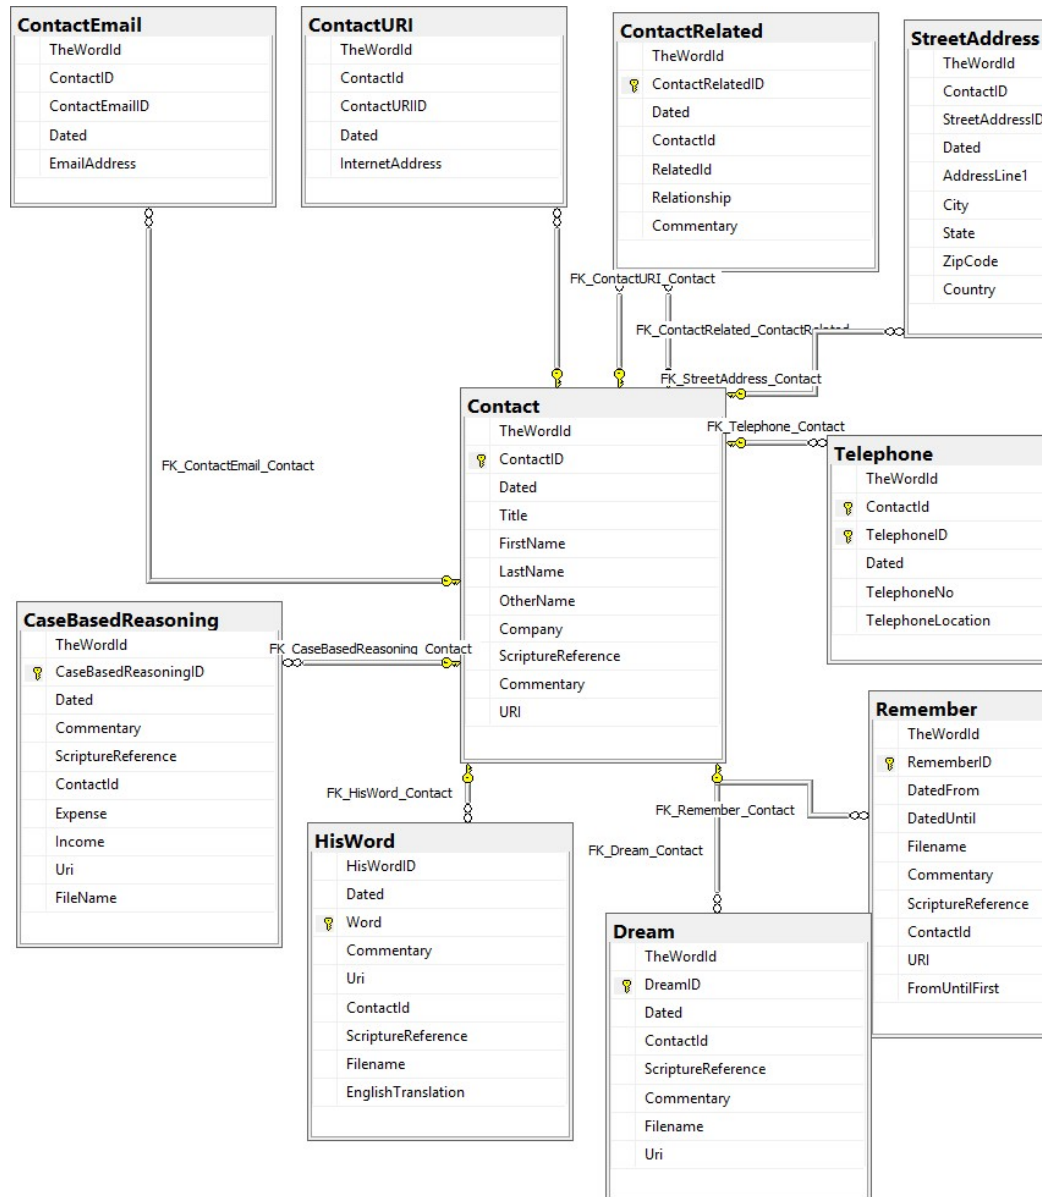 ContactEmail
TheWordId
ContactID
ContactEmailID
Dated
EmailAddress
ContactURI
TheWordId
ContactId
ContactURIID
Dated
InternetAddress
ContactRelated
TheWordId
ContactRelatedID
Dated
ContactId
RelatedId
Relationship
Commentary
StreetAddress
TheWordId
ContactID
StreetAddressID
Dated
AddressLine1
City
State
ZipCode
Country
FK_ContactURI_Contact
FK_ContactRelated_ContactRelated
FK_StreetAddress_Contact
FK_Telephone_Contact
FK_ContactEmail_Contact
Contact
TheWordId
ContactID
Dated
Title
FirstName
LastName
OtherName
Company
ScriptureReference
Commentary
URI
Telephone
TheWordId
ContactId
TelephoneID
Dated
TelephoneNo
TelephoneLocation
CaseBasedReasoning
TheWordId
CaseBasedReasoningID
Dated
Commentary
ScriptureReference
ContactId
Expense
Income
Uri
FileName
FK_CaseBasedReasoning_Contact
FK_HisWord_Contact
FK_Remember_Contact
FK_Dream_Contact
Remember
TheWordId
RememberID
DatedFrom
DatedUntil
Filename
Commentary
ScriptureReference
ContactId
URI
FromUntilFirst
HisWord
HisWordID
Dated
Word
Commentary
Uri
ContactId
ScriptureReference
Filename
EnglishTranslation
Dream
TheWordId
DreamID
Dated
ContactId
ScriptureReference
Commentary
Filename
Uri